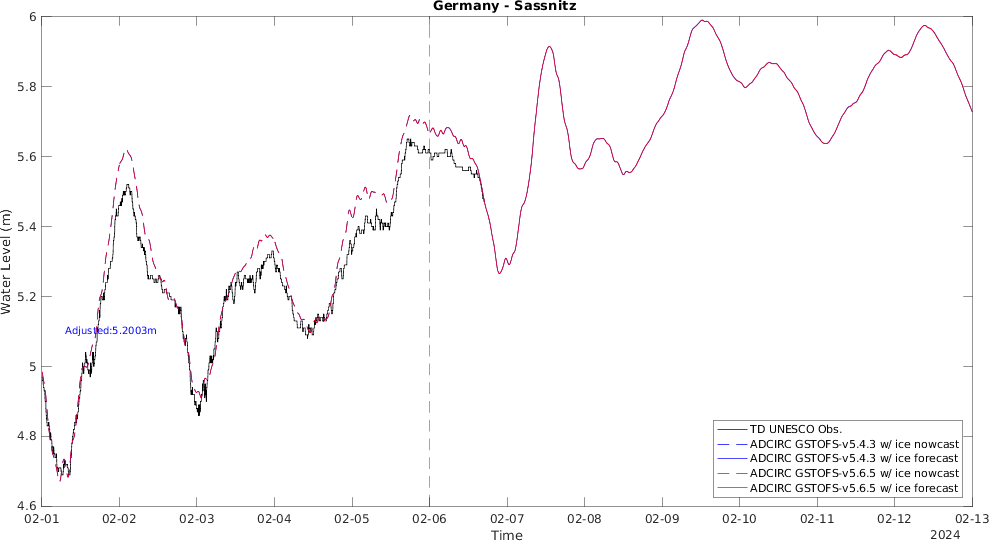 Germany - Sassnitz
Water Level (m)
6
5.8
5.6
5.4
5.2
5
4.8
4.6
Adjusted:5.2003m
TD UNESCO Obs.
ADCIRC GSTOFS-v5.4.3 w/ ice nowcast
ADCIRC GSTOFS-v5.4.3 w/ ice forecast
ADCIRC GSTOFS-v5.6.5 w/ ice nowcast
ADCIRC GSTOFS-v5.6.5 w/ ice forecast
02-01 02-02 02-03 02-04 02-05 02-06 02-07 02-08 02-09 02-10 02-11 02-12 02-13
Time
2024